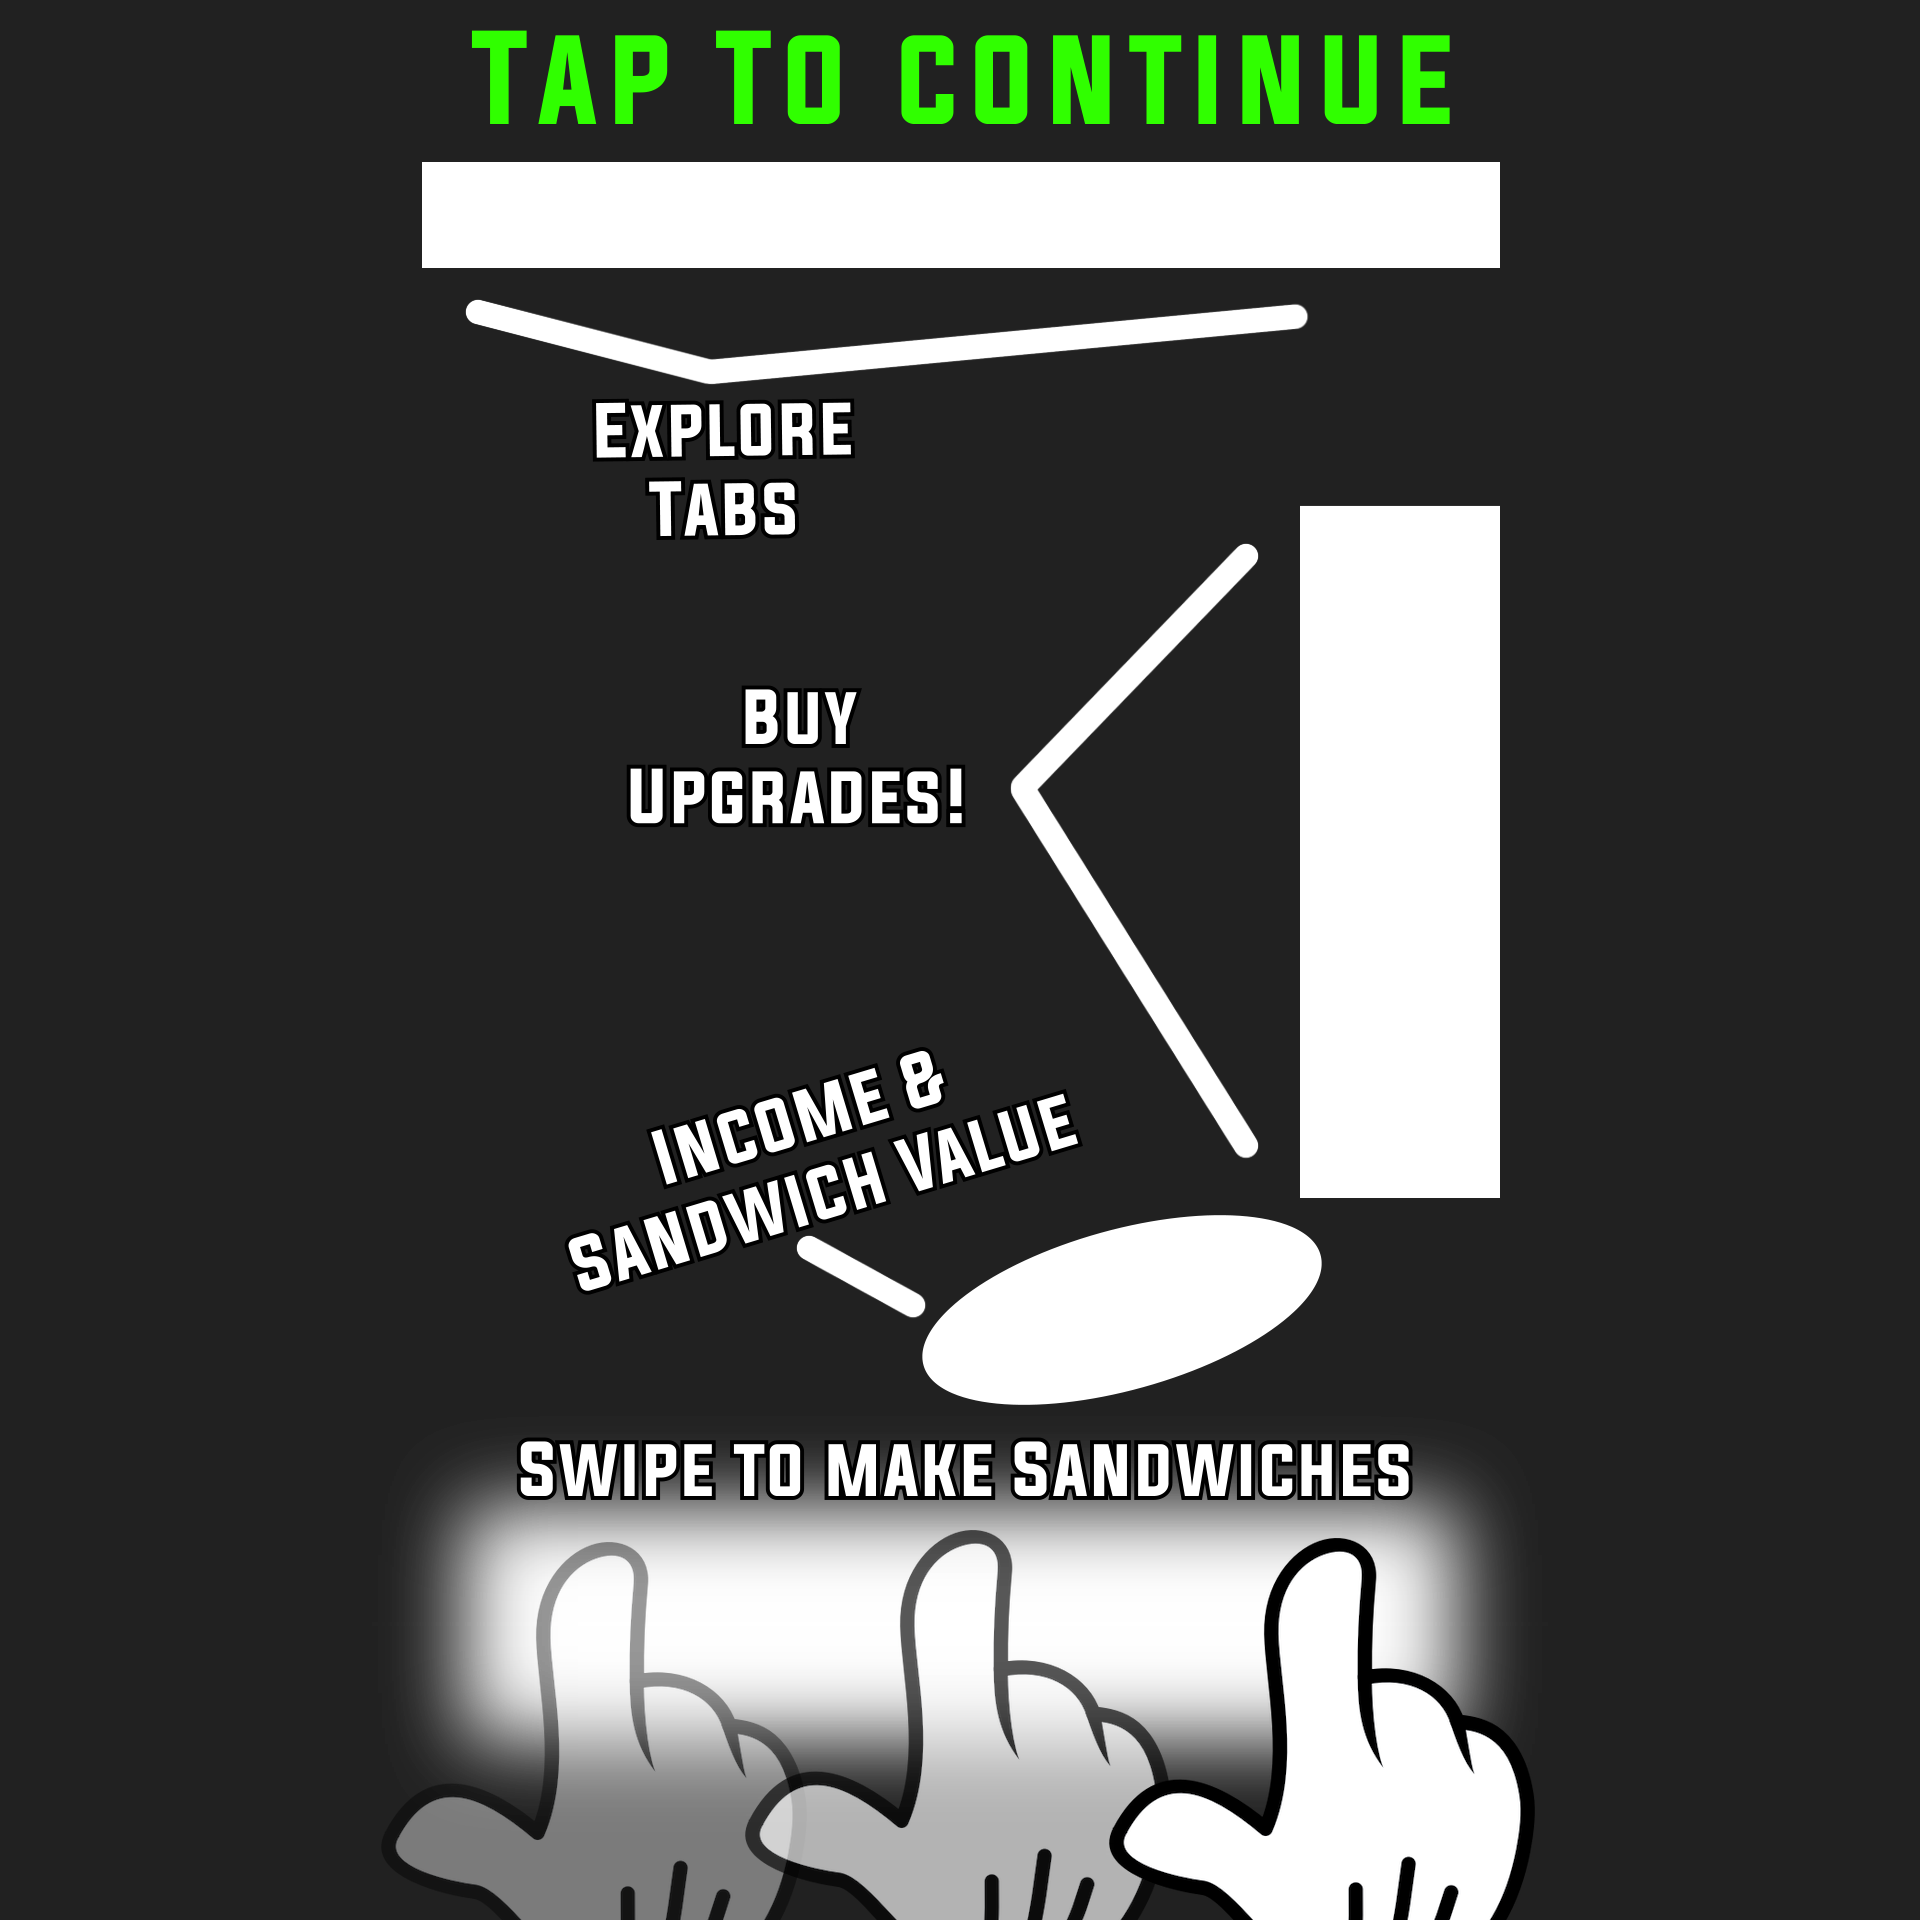 TAP TO CONTINUE
EXPLORE
TABS
BUY
UPGRADES!
INCOME &
SANDWICH VALUE
SWIPE TO MAKE SANDWICHES